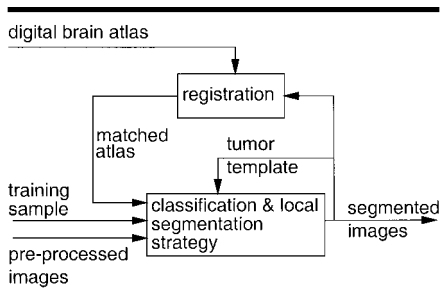 digital brain atlas
registration
matched
atlas
tumor
template
training
sample
classification & local
segmentation
strategy
segmented
images
pre-processed
images